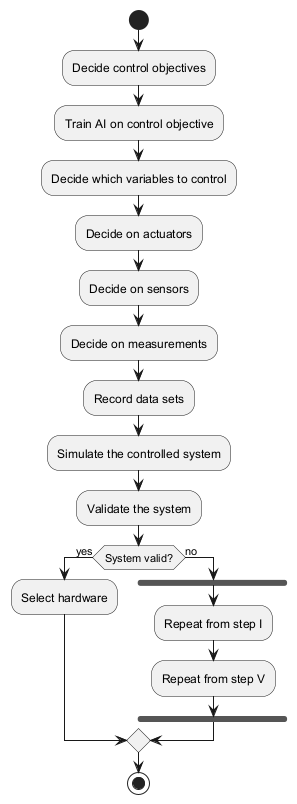 Decide control objectives
Train AI on control objective
Decide which variables to control
Decide on actuators
Decide on sensors
Decide on measurements
Record data sets
Simulate the controlled system
Validate the system
yes
System valid?
no
Select hardware
Repeat from step I
Repeat from step V